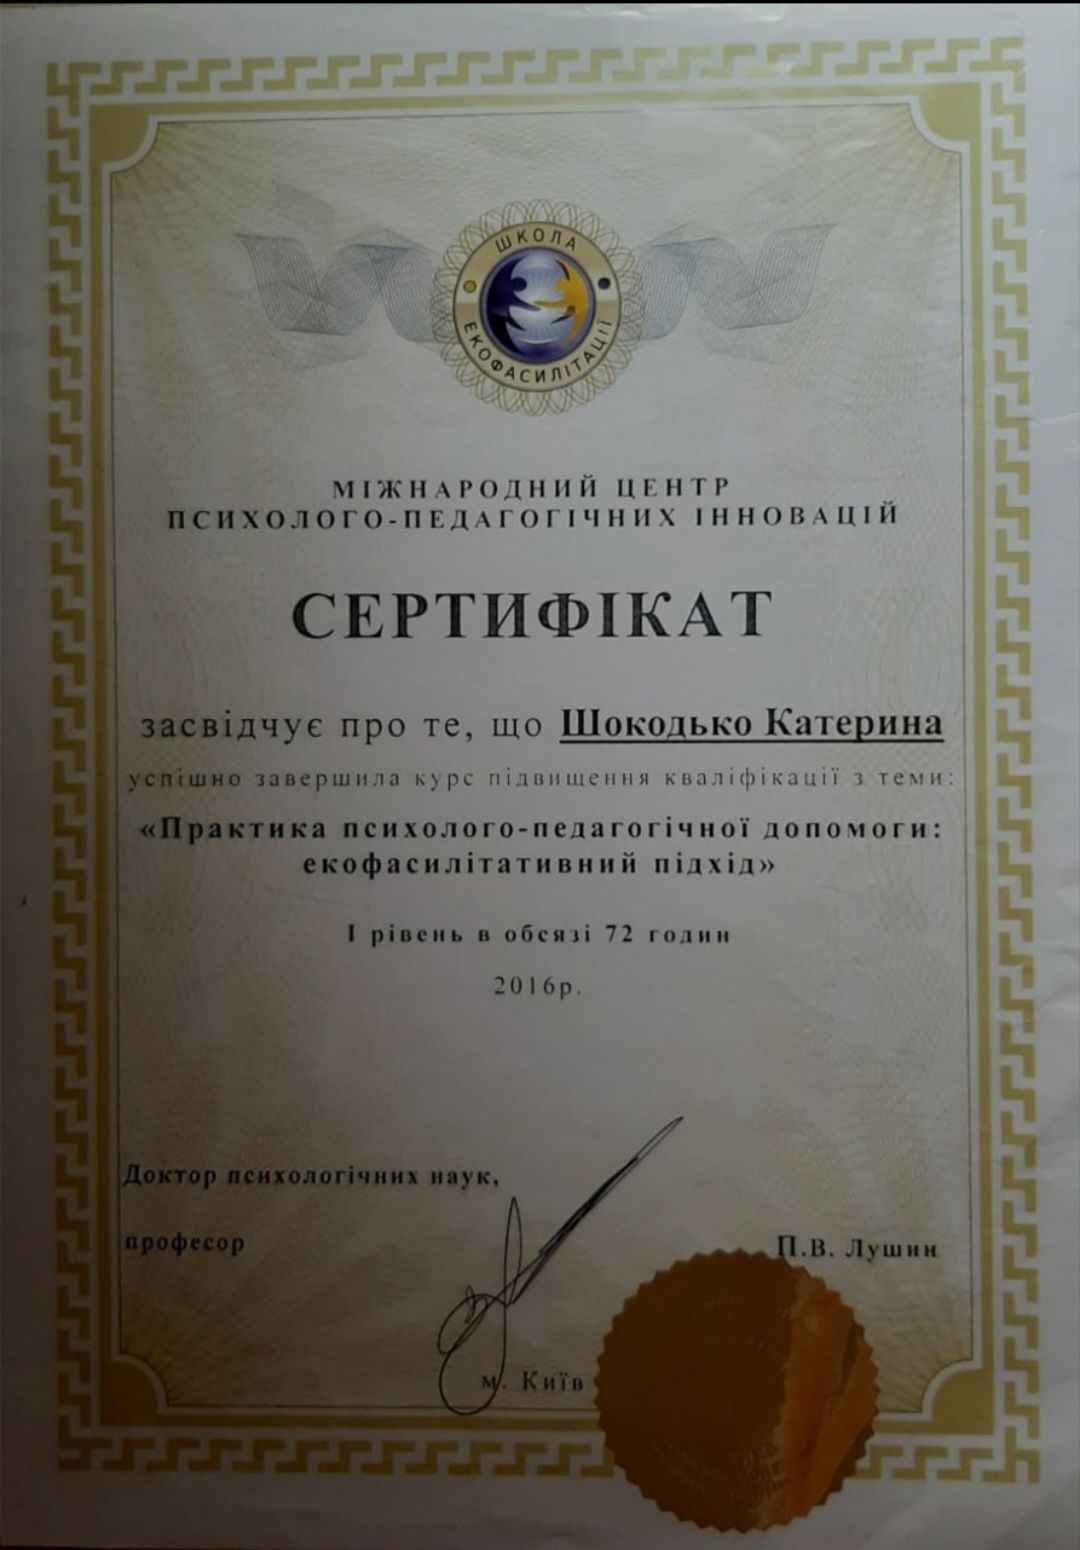 ШКОЛА
ЕКОФАСИЛІТАЦІЇ
МІЖНАРОДНИЙ ЦЕНТР
ПСИХОЛОГО-ПЕДАГОГІЧНИХ ІННОВАЦІЙ
СЕРТИФІКАТ
засвідчує про те, що Шокодько Катерина
успішно завершила курс підвищення кваліфікації з теми:
«Практика психолого-педагогічної допомоги:
екофасилітативний підхід»
І рівень в обсязі 72 годин
2016р.
Доктор психологічних наук,
професор П.В. Лушин
м. Київ